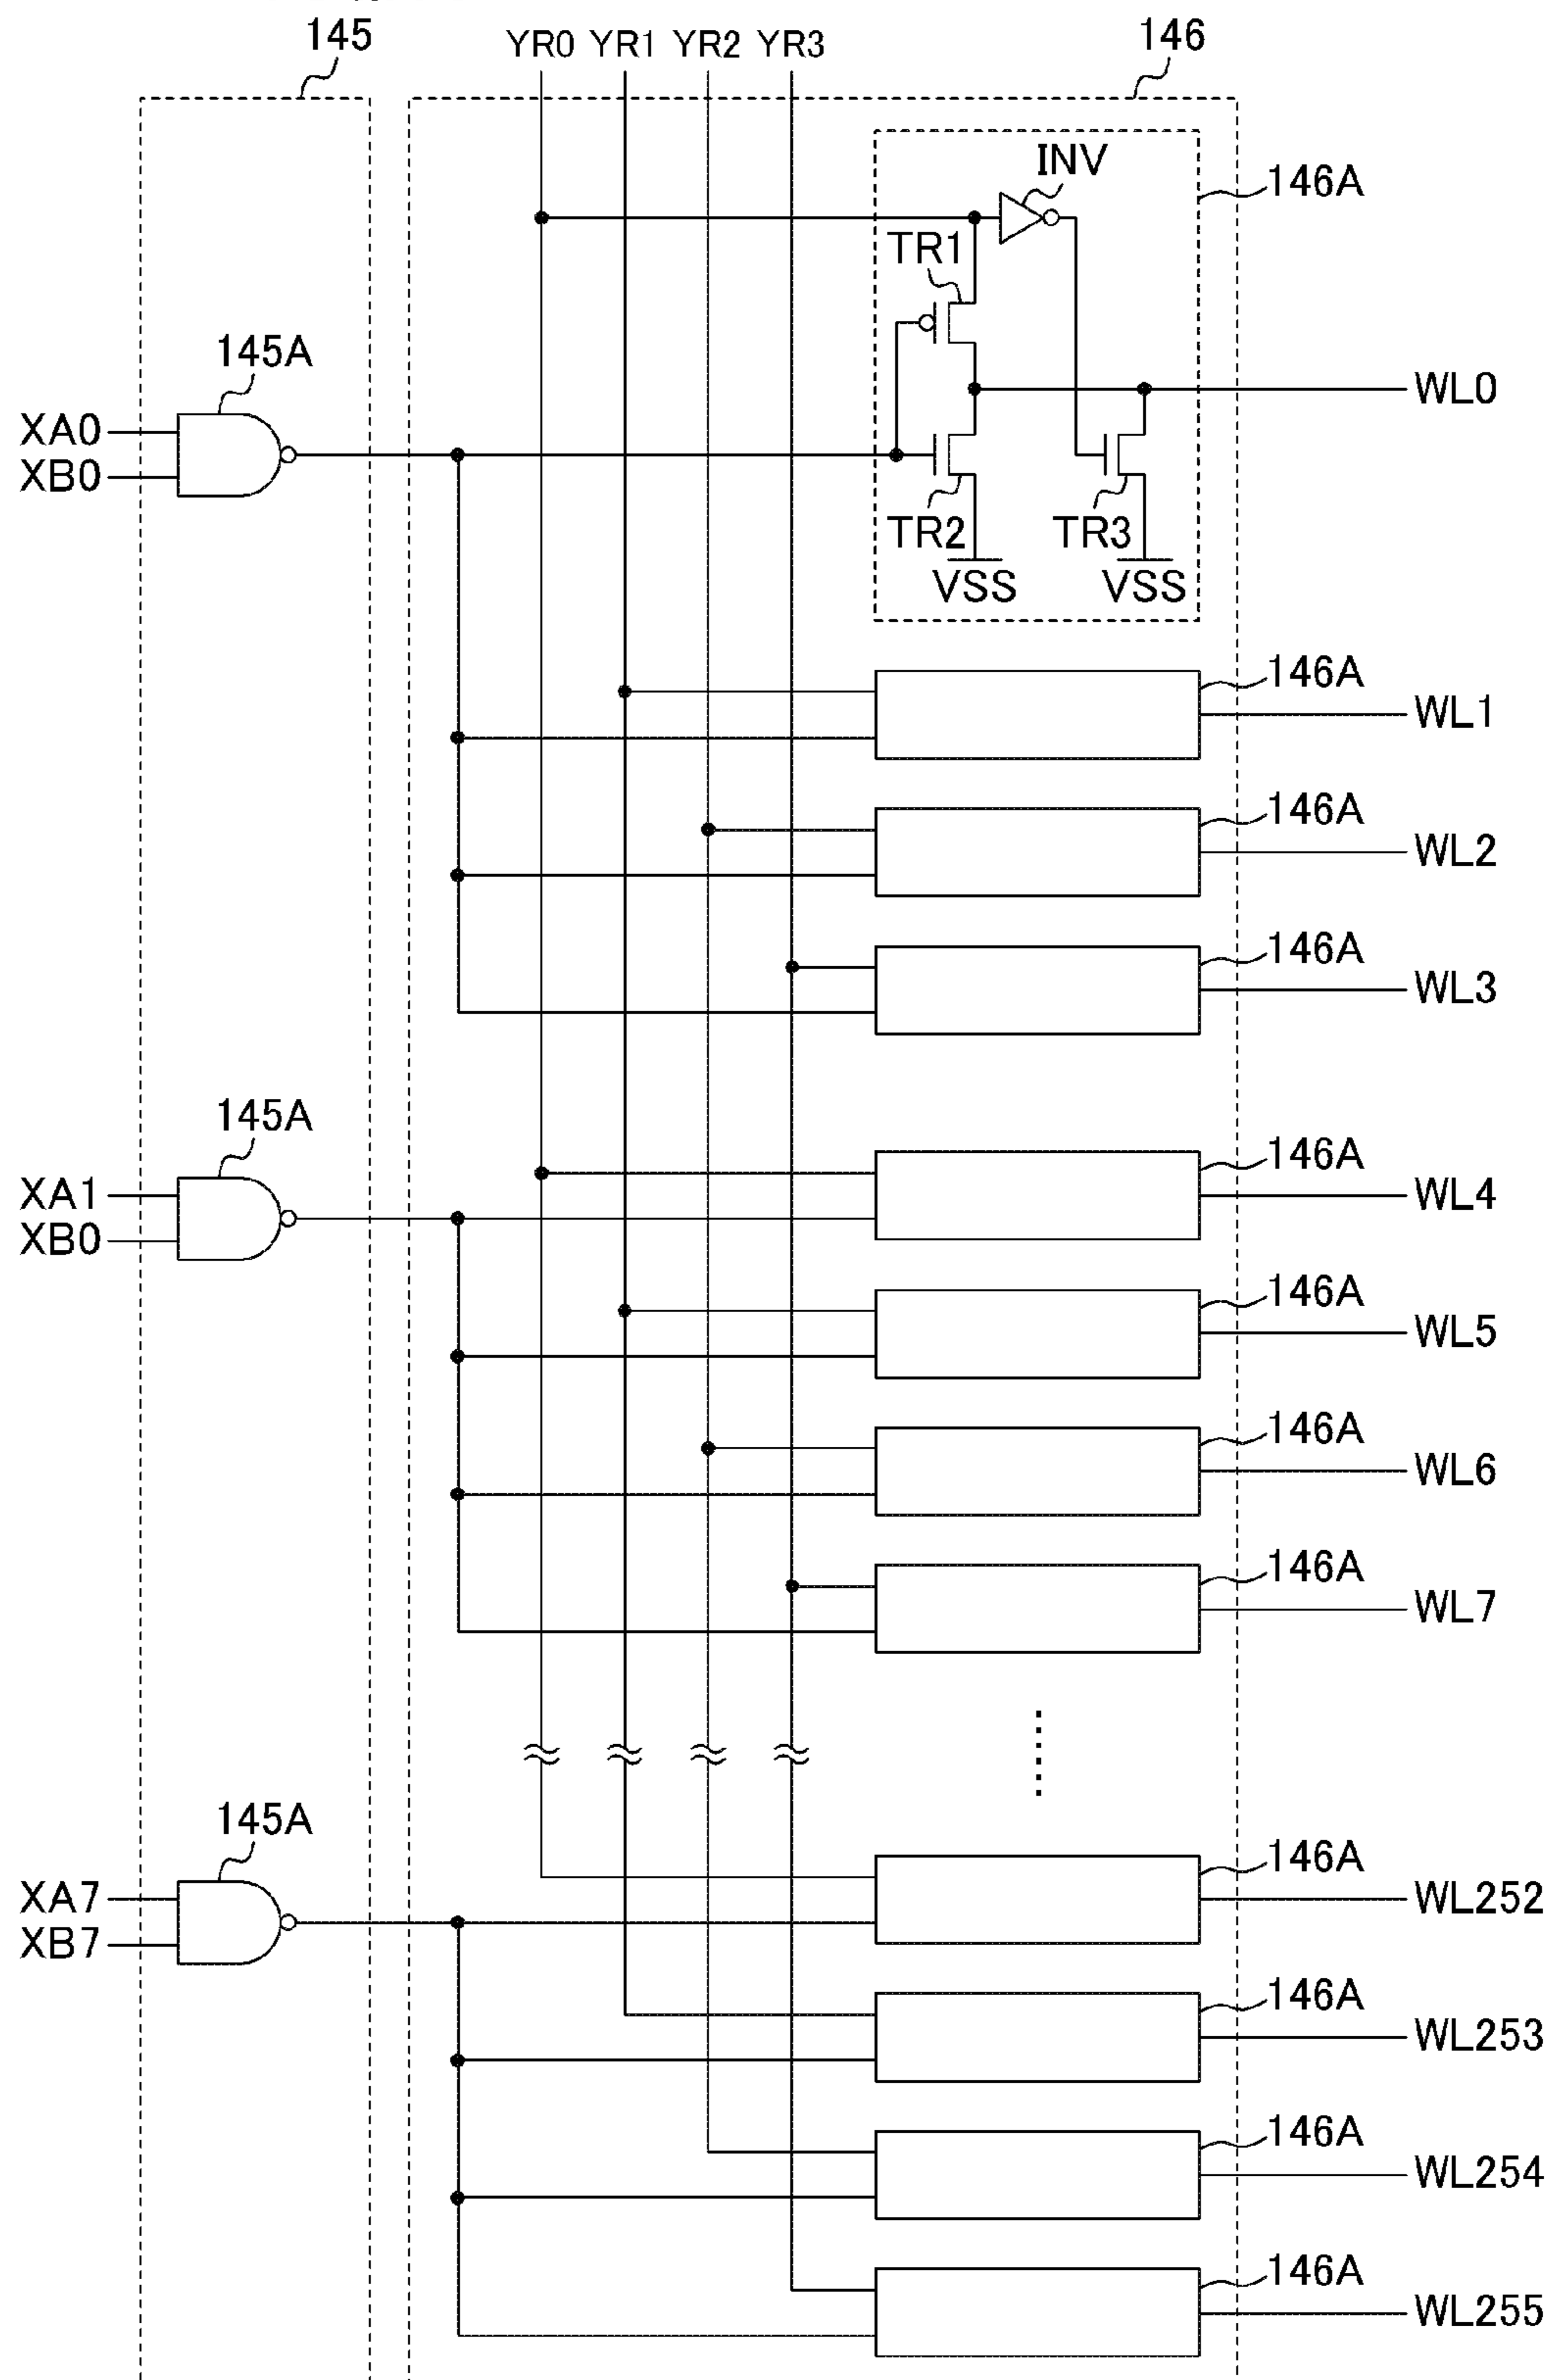 145
YR0 YR1 YR2 YR3
146
INV
146A
TR1
145A
WL0
XA0
XB0
TR2
TR3
VSS
VSS
146A
WL1
146A
WL2
146A
WL3
145A
146A
XA1
WL4
XB0
146A
WL5
146A
WL6
146A
WL7
145A
146A
XA7
WL252
XB7
146A
WL253
146A
WL254
146A
WL255